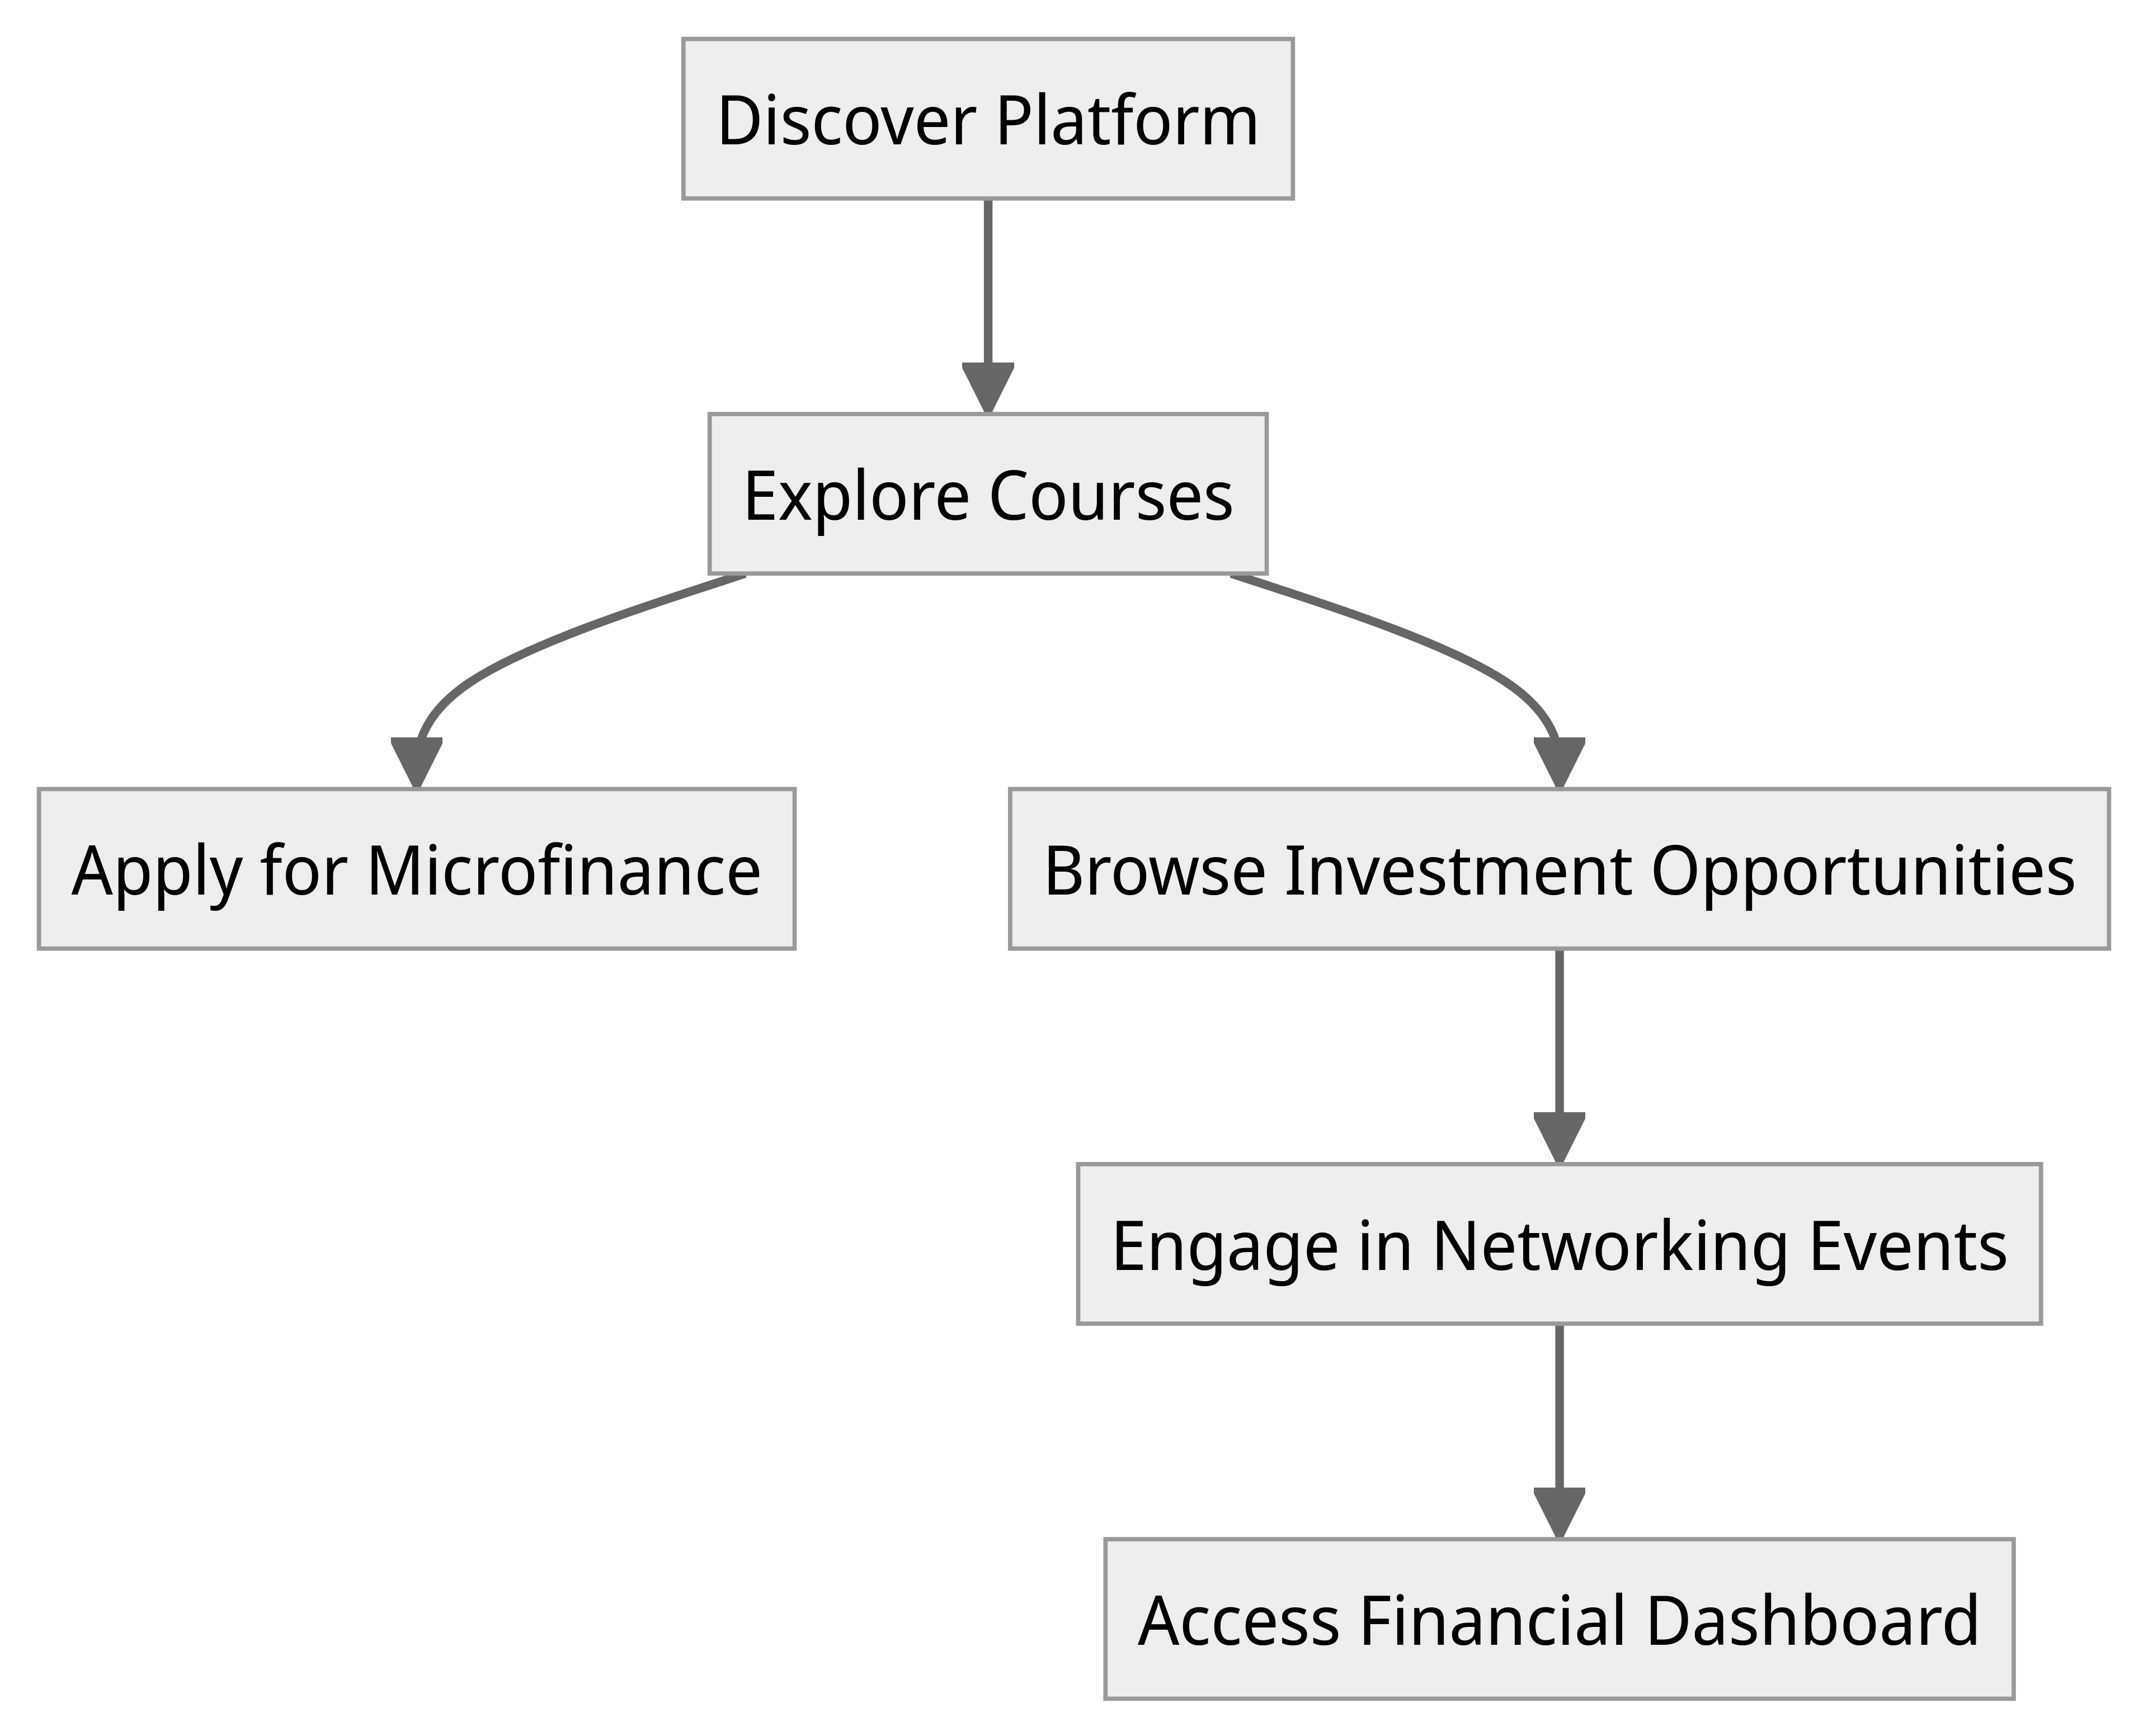 Discover Platform
Explore Courses
Apply for Microfinance
Browse Investment Opportunities
Engage in Networking Events
Access Financial Dashboard